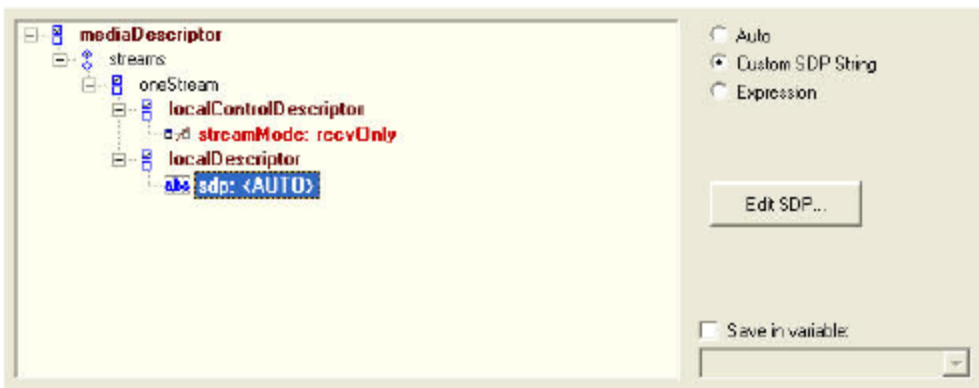 mediaDescriptor
streams
oneStream
localControlDescriptor
streamMode: recvOnly
localDescriptor
abc sdp: <AUTO>
Auto
Custom SDP String
Expression
Edit SDP...
Save in variable: